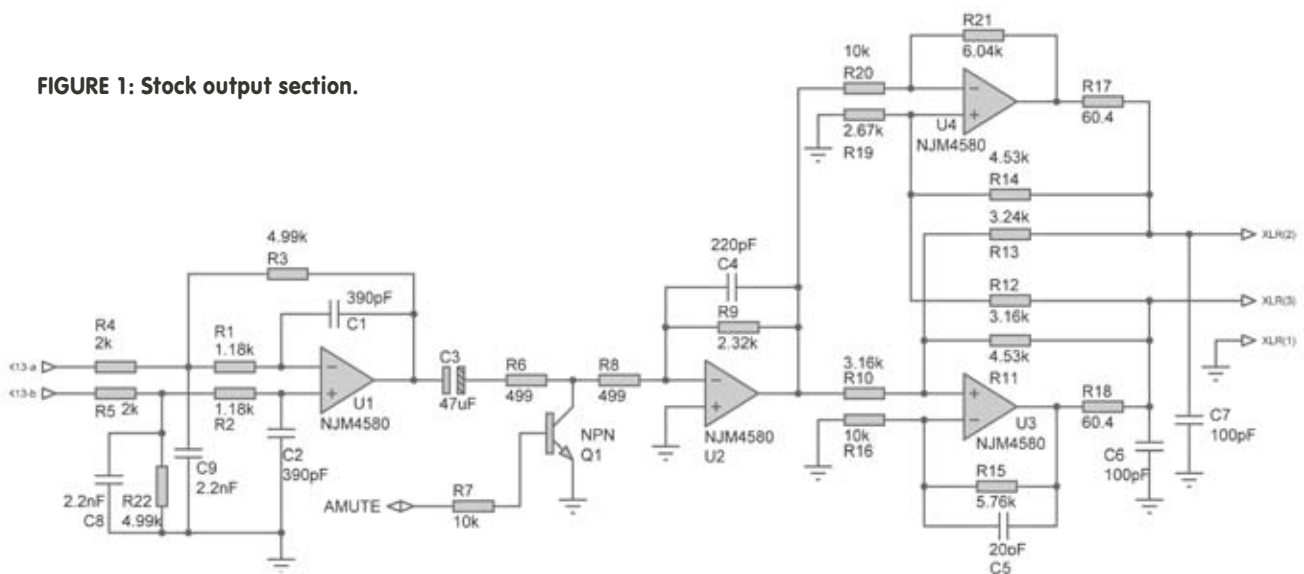 FIGURE 1: Stock output section.
R21
6.04k
10k
R20
2.67k
R19
U4
NJM4580
R17
60.4
4.53k
R14
3.24k
R13
R12
3.16k
4.53k
R11
XLR(2)
XLR(3)
XLR(1)
4.99k
R3
390pF
C1
R4
2k
R1
1.18k
R5
2k
1.18k
R2
U1
NJM4580
C3
47uF
R6
499
R8
499
220pF
C4
R9
2.32k
NJM4580
U2
3.16k
R10
10k
R16
U3
NJM4580
R18
60.4
C7
100pF
C6
100pF
R15
5.76k
20pF
C5
2.2nF
C8
R22
4.99k
C9
2.2nF
C2
390pF
NPN
Q1
AMUTE
R7
10k